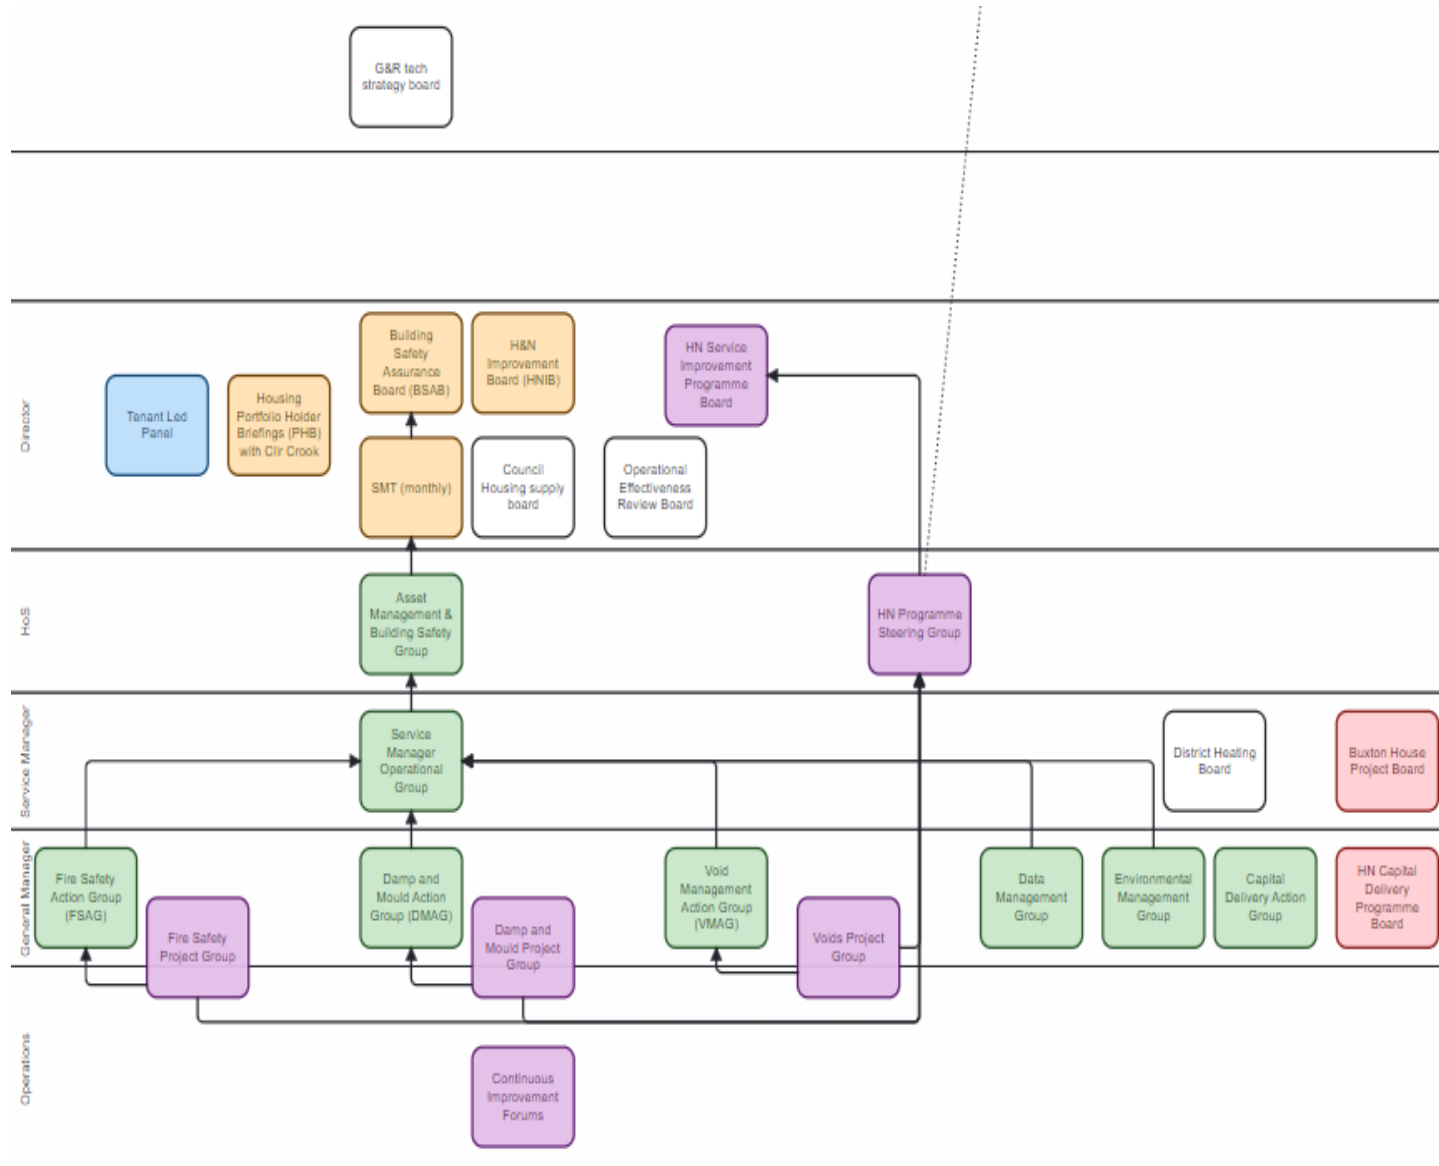 G&R tech
strategy board
Director
Tenant Led
Panel
Housing
Portfolio Holder
Briefings (PHB)
with Cllr Crook
Building
Safety
Assurance
Board (BSAB)
H&N
Improvement
Board (HNIB)
HN Service
Improvement
Programme
Board
SMT (monthly)
Council
Housing supply
board
Operational
Effectiveness
Review Board
HoS
Asset
Management &
Building Safety
Group
HN Programme
Steering Group
Service Manager
Service
Manager
Operational
Group
District Heating
Board
Buxton House
Project Board
General Manager
Fire Safety
Action Group
(FSAG)
Fire Safety
Project Group
Damp and
Mould Action
Group (DMAG)
Damp and
Mould Project
Group
Void
Management
Action Group
(VMAG)
Voids Project
Group
Data
Management
Group
Environmental
Management
Group
Capital
Delivery Action
Group
HN Capital
Delivery
Programme
Board
Operations
Continuous
Improvement
Forums